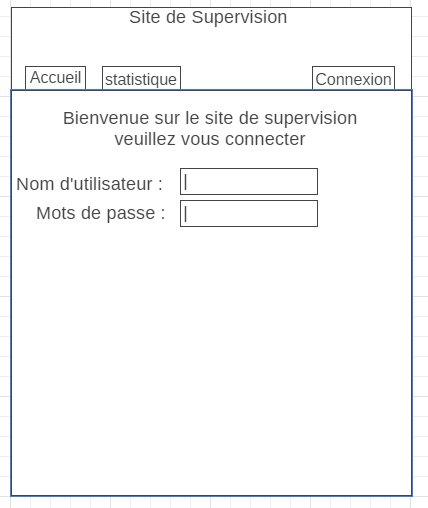 Site de Supervision
Accueil statistique Connexion
Bienvenue sur le site de supervision
veuillez vous connecter
Nom d'utilisateur : |
Mots de passe : |